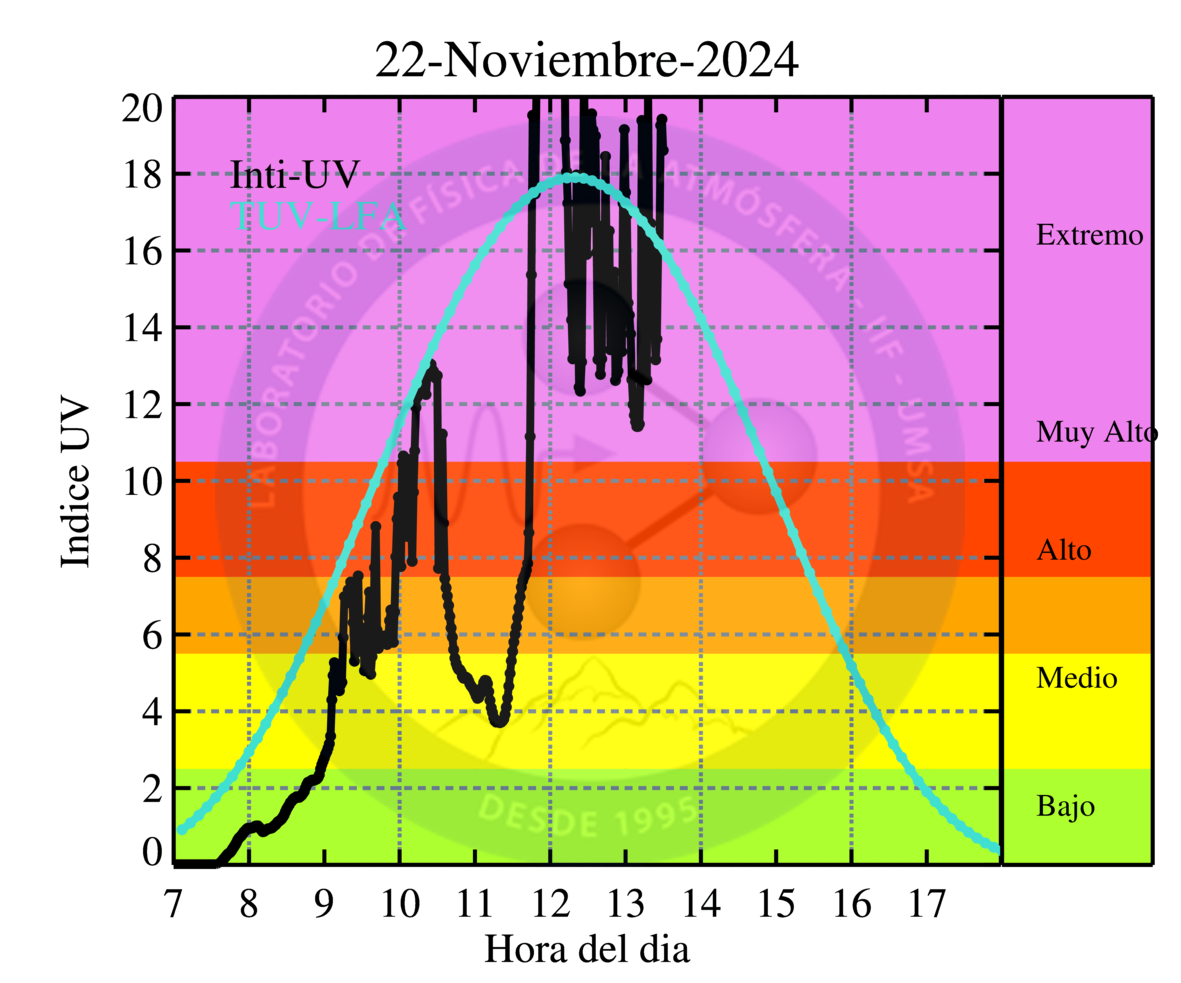 22-Noviembre-2024
20
18
16
14
12
10
8
6
4
2
0
Indice UV
Inti-UV
TUV-LFA
LABORATORIO DE FÍSICA DE LA ATMÓSFERA - IIF - UMSA
DESDE 1995
Extremo
Muy Alto
Alto
Medio
Bajo
7 8 9 10 11 12 13 14 15 16 17
Hora del dia